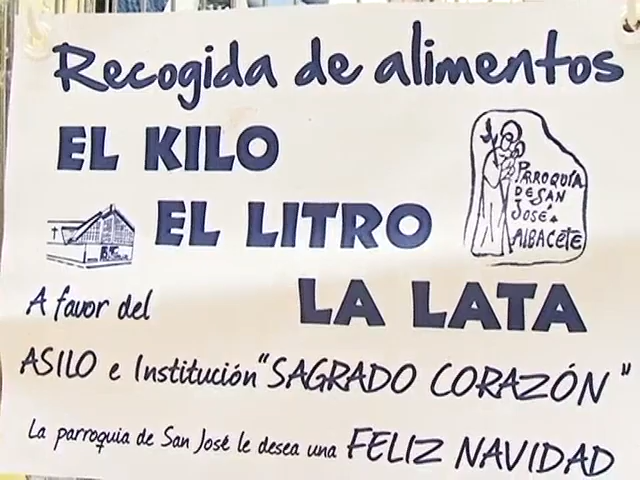 Recogida de alimentos
EL KILO
EL LITRO
LA LATA
PARROQUIA
DE SAN
JOSÉ
ALBACETE
A favor del
ASILO e Institución "SAGRADO CORAZÓN"
La parroquia de San José le desea una FELIZ NAVIDAD